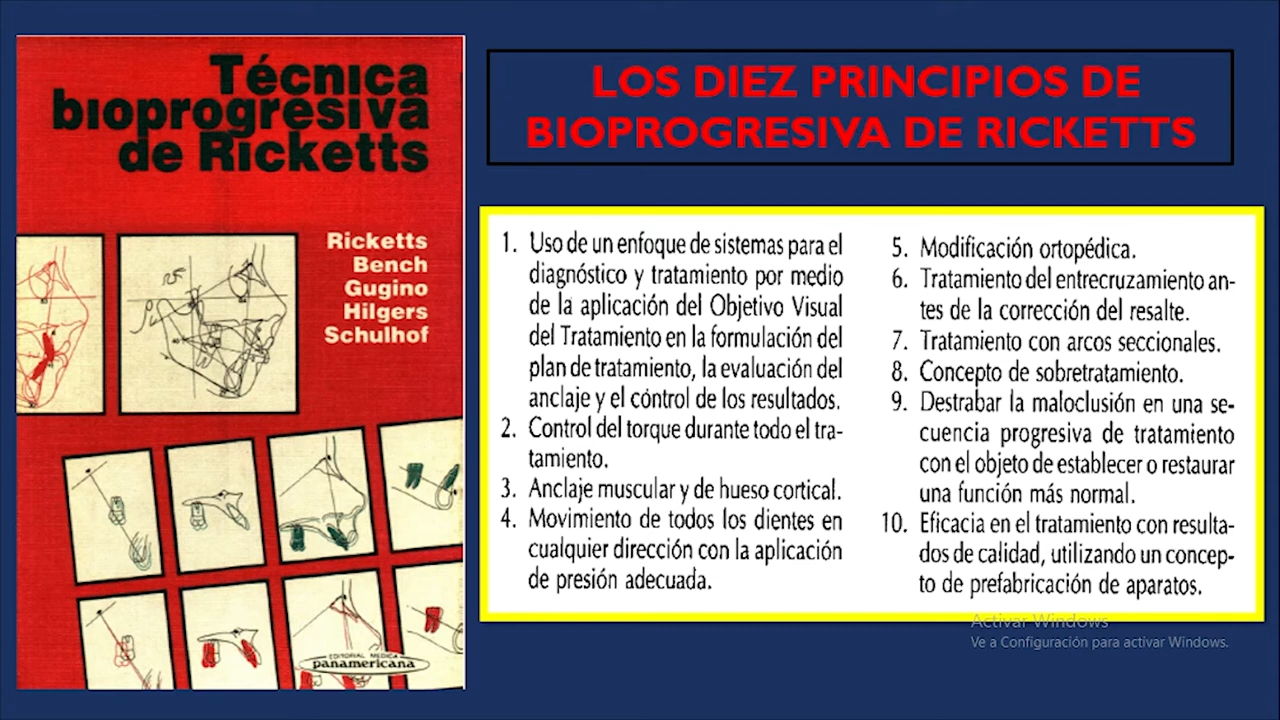 Técnica
bioprogresiva
de Ricketts
Ricketts
Bench
Gugino
Hilgers
Schulhof
EDITORIAL MEDICA
panamericana
LOS DIEZ PRINCIPIOS DE
BIOPROGRESIVA DE RICKETTS
1. Uso de un enfoque de sistemas para el
diagnóstico y tratamiento por medio
de la aplicación del Objetivo Visual
del Tratamiento en la formulación del
plan de tratamiento, la evaluación del
anclaje y el control de los resultados.
2. Control del torque durante todo el tra-
tamiento.
3. Anclaje muscular y de hueso cortical.
4. Movimiento de todos los dientes en
cualquier dirección con la aplicación
de presión adecuada.
5. Modificación ortopédica.
6. Tratamiento del entrecruzamiento an-
tes de la corrección del resalte.
7. Tratamiento con arcos seccionales.
8. Concepto de sobretratamiento.
9. Destrabar la maloclusión en una se-
cuencia progresiva de tratamiento
con el objeto de establecer o restaurar
una función más normal.
10. Eficacia en el tratamiento con resulta-
dos de calidad, utilizando un concep-
to de prefabricación de aparatos.
Activar Windows
Ve a Configuración para activar Windows.